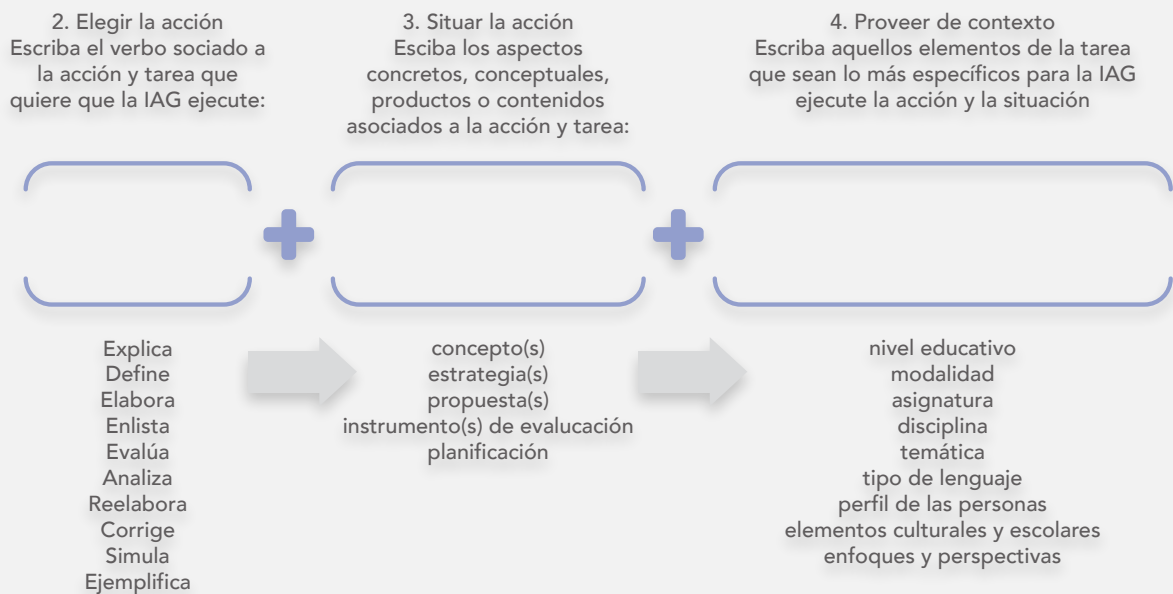 2. Elegir la acción
Escriba el verbo sociado a
la acción y tarea que
quiere que la IAG ejecute:
3. Situar la acción
Esciba los aspectos
concretos, conceptuales,
productos o contenidos
asociados a la acción y tarea:
4. Proveer de contexto
Escriba aquellos elementos de la tarea
que sean lo más específicos para la IAG
ejecute la acción y la situación
Explica
Define
Elabora
Enlista
Evalúa
Analiza
Reelabora
Corrige
Simula
Ejemplifica
concepto(s)
estrategia(s)
propuesta(s)
instrumento(s) de evalucación
planificación
nivel educativo
modalidad
asignatura
disciplina
temática
tipo de lenguaje
perfil de las personas
elementos culturales y escolares
enfoques y perspectivas